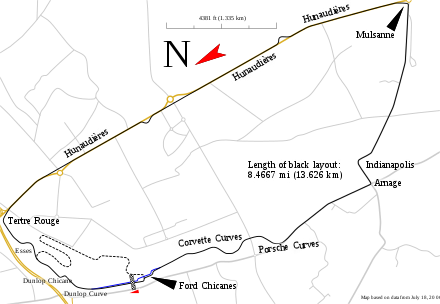 4381 ft (1.335 km)
Hunaudières
Mulsanne
N
Hunaudières
Hunaudières
Length of black layout:
8.4667 mi (13.626 km)
Indianapolis
Arnage
Tertre Rouge
Corvette Curves
Porsche Curves
Esses
Dunlop Chicane
Ford Chicanes
Dunlop Curve
Map based on data from July 18,